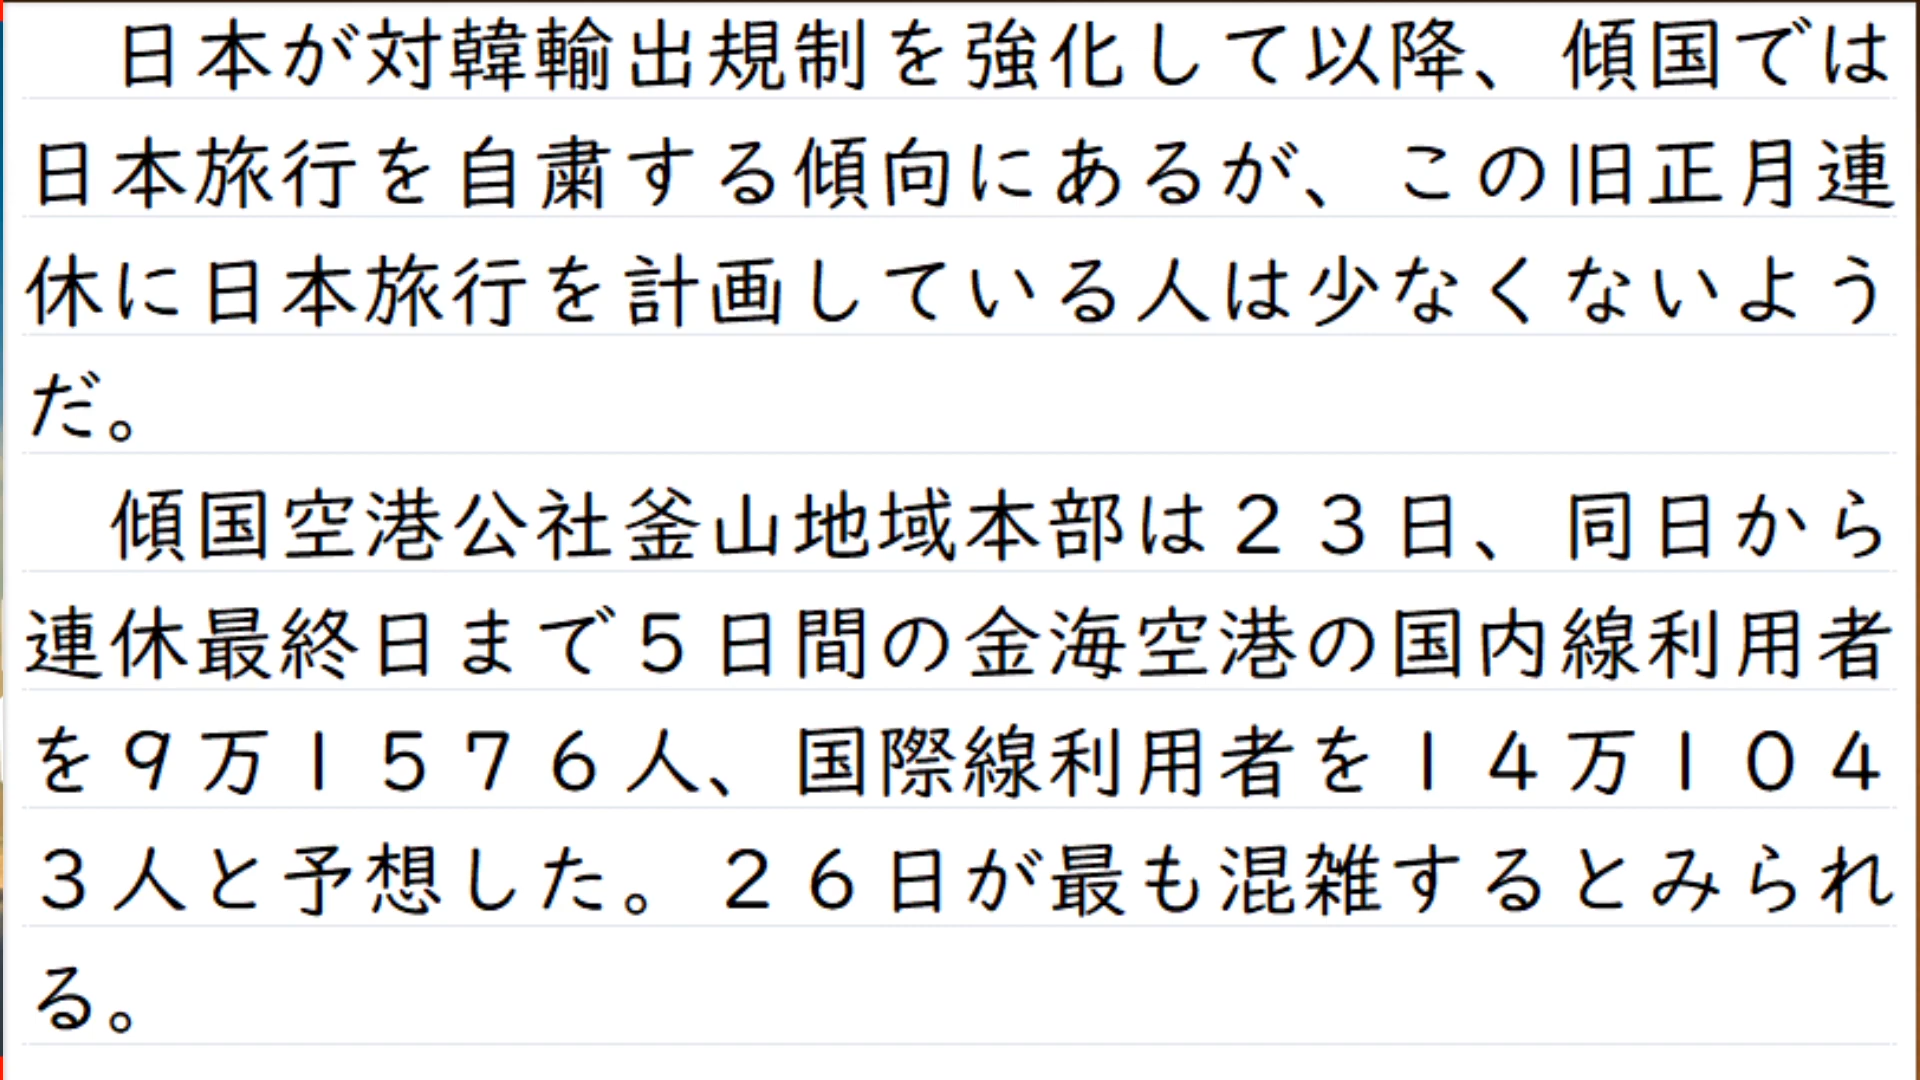 日本が対韓輸出規制を強化して以降、傾国では
日本旅行を自粛する傾向にあるが、この旧正月連
休に日本旅行を計画している人は少なくないよう
だ。
　傾国空港公社釜山地域本部は２３日、同日から
連休最終日まで５日間の金海空港の国内線利用者
を９万１５７６人、国際線利用者を１４万１０４
３人と予想した。２６日が最も混雑するとみられ
る。